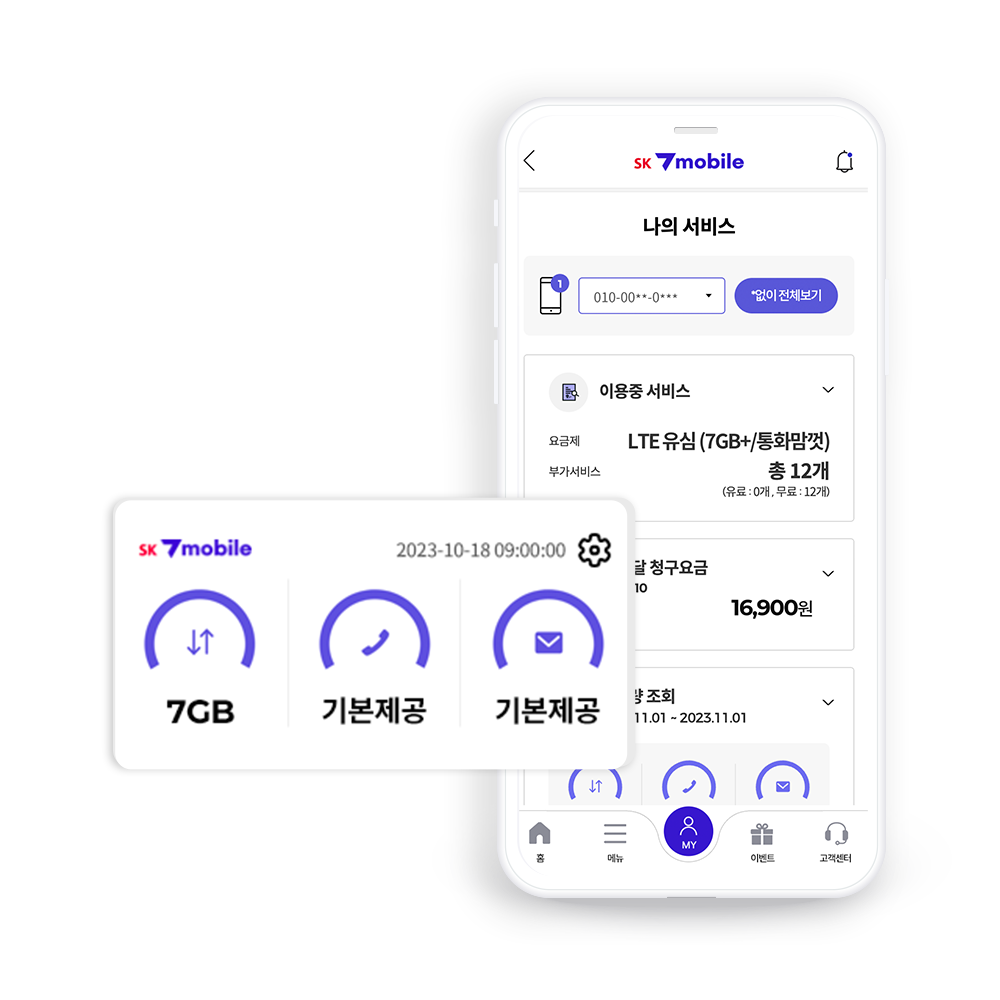 SK 7mobile
나의 서비스
1
010-00**-0***
*없이 전체보기
이용중 서비스
요금제
LTE 유심 (7GB+/통화맘껏)
부가서비스
총 12개
(유료 : 0개 , 무료 : 12개)
달 청구요금
10
16,900원
량 조회
11.01 ~ 2023.11.01
홈
메뉴
MY
이벤트
고객센터
SK 7mobile
2023-10-18 09:00:00
7GB
기본제공
기본제공